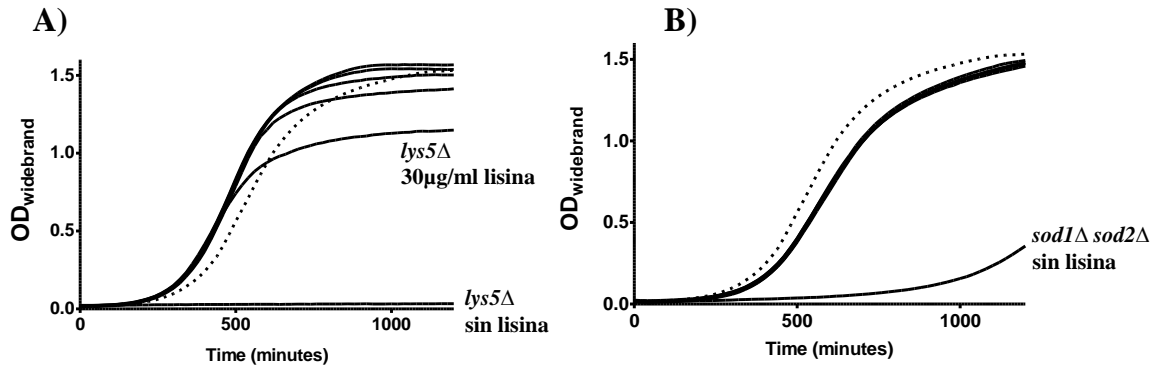 A)
OD widebrand
1.5
1.0
0.5
0.0
0
500
1000
Time (minutes)
lys5Δ
30µg/ml lisina
lys5Δ
sin lisina
B)
OD widebrand
1.5
1.0
0.5
0.0
0
500
1000
Time (minutes)
sod1Δ sod2Δ
sin lisina